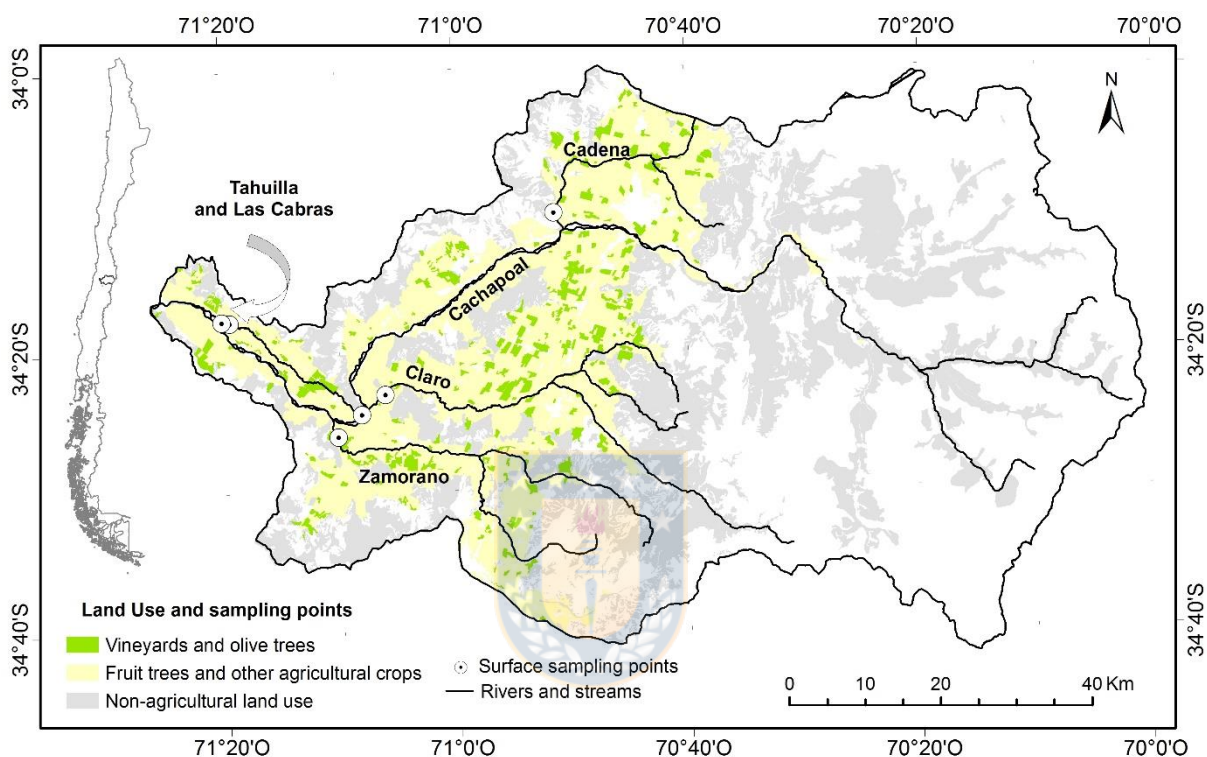 71°20'O 71°0'O 70°40'O 70°20'O 70°0'O
34°0'S
N
Cadena
Tahuilla
and Las Cabras
Cachapoal
34°20'S
34°20'S
Claro
Zamorano
Land Use and sampling points
Vineyards and olive trees
Fruit trees and other agricultural crops
Non-agricultural land use
Surface sampling points
Rivers and streams
34°40'S
34°40'S
0 10 20 40 Km
71°20'O 71°0'O 70°40'O 70°20'O 70°0'O